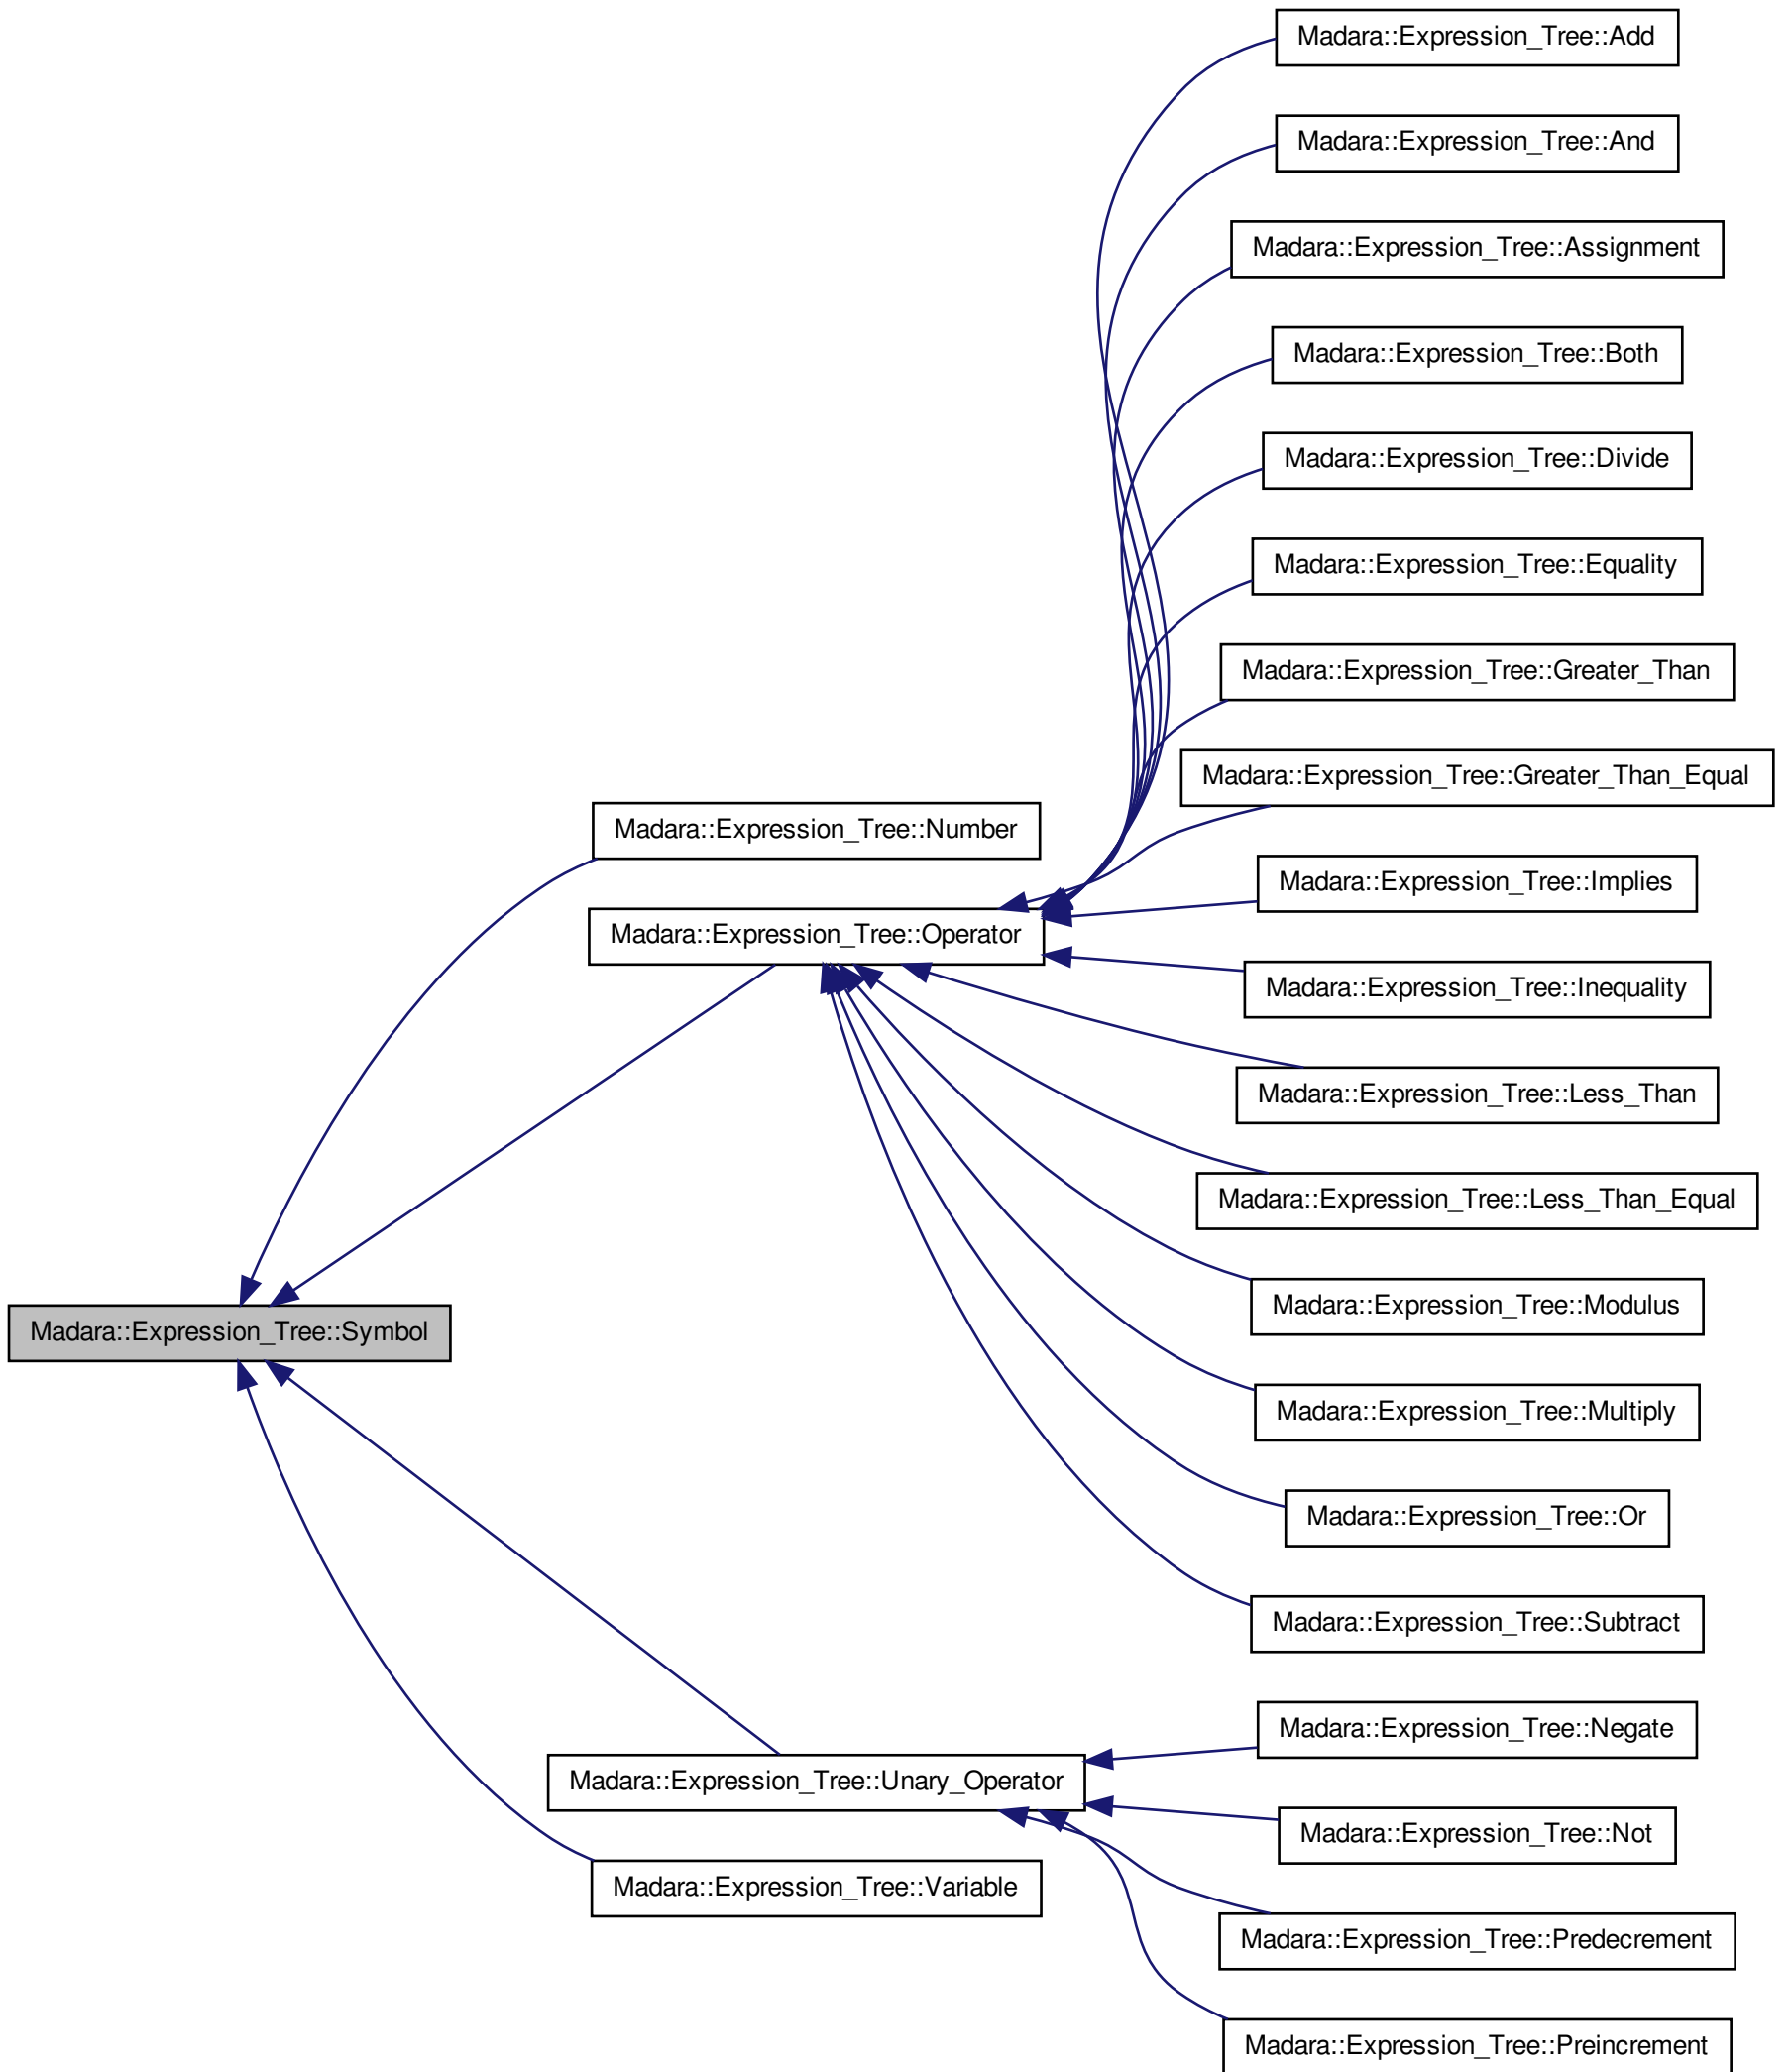 Madara::Expression_Tree::Add
Madara::Expression_Tree::And
Madara::Expression_Tree::Assignment
Madara::Expression_Tree::Both
Madara::Expression_Tree::Divide
Madara::Expression_Tree::Equality
Madara::Expression_Tree::Greater_Than
Madara::Expression_Tree::Greater_Than_Equal
Madara::Expression_Tree::Number
Madara::Expression_Tree::Implies
Madara::Expression_Tree::Operator
Madara::Expression_Tree::Inequality
Madara::Expression_Tree::Less_Than
Madara::Expression_Tree::Less_Than_Equal
Madara::Expression_Tree::Modulus
Madara::Expression_Tree::Symbol
Madara::Expression_Tree::Multiply
Madara::Expression_Tree::Or
Madara::Expression_Tree::Subtract
Madara::Expression_Tree::Negate
Madara::Expression_Tree::Unary_Operator
Madara::Expression_Tree::Not
Madara::Expression_Tree::Variable
Madara::Expression_Tree::Predecrement
Madara::Expression_Tree::Preincrement